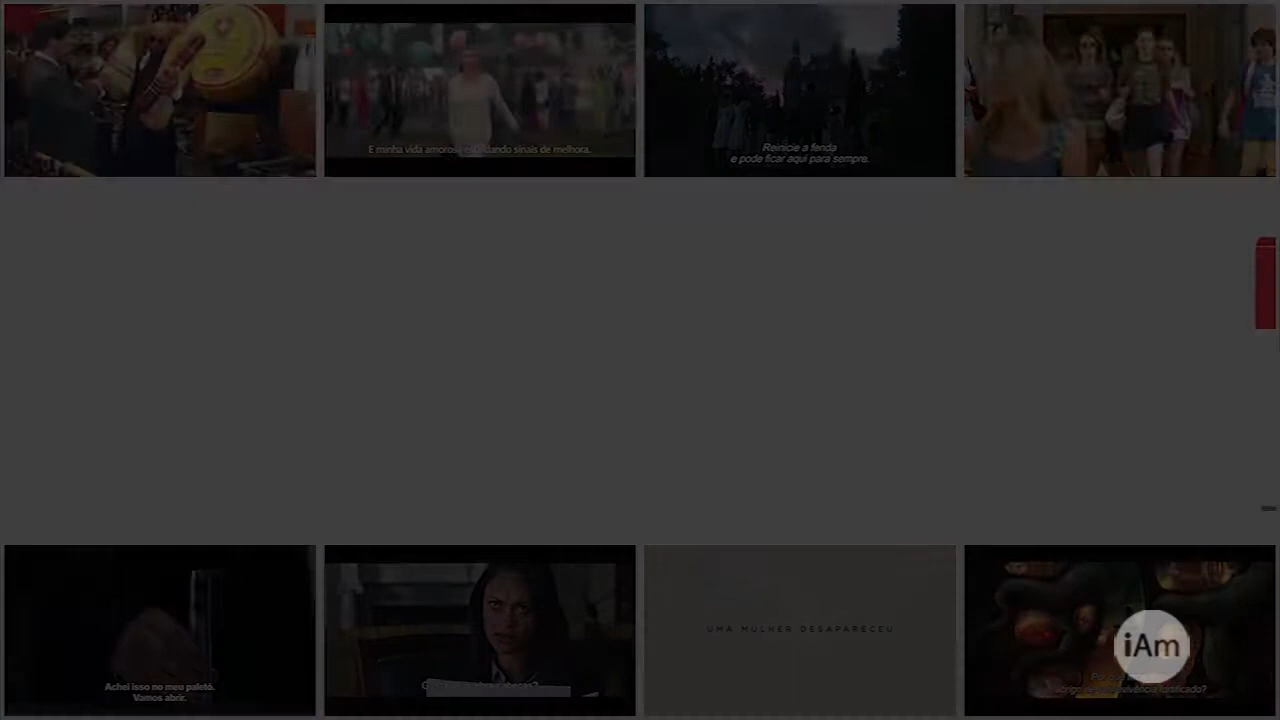 E minha vida amorosa está dando sinais de melhora.
Reinicie a fenda
e pode ficar aqui para sempre.
Achei isso no meu paletó.
Vamos abrir.
UMA MULHER DESAPARECEU
iAm